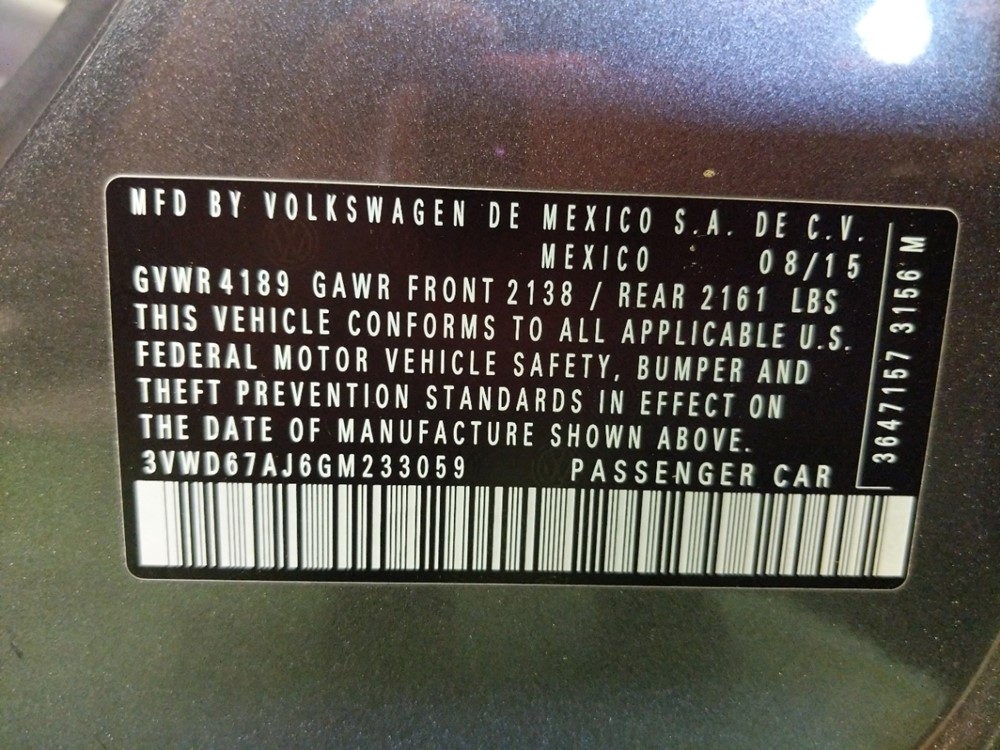 MFD BY VOLKSWAGEN DE MEXICO S.A. DE C.V.
MEXICO 08/15
GVWR 4189 GAWR FRONT 2138 / REAR 2161 LBS
THIS VEHICLE CONFORMS TO ALL APPLICABLE U.S.
FEDERAL MOTOR VEHICLE SAFETY, BUMPER AND
THEFT PREVENTION STANDARDS IN EFFECT ON
THE DATE OF MANUFACTURE SHOWN ABOVE.
3VWD67AJ6GM233059 PASSENGER CAR
3647157 3156 M